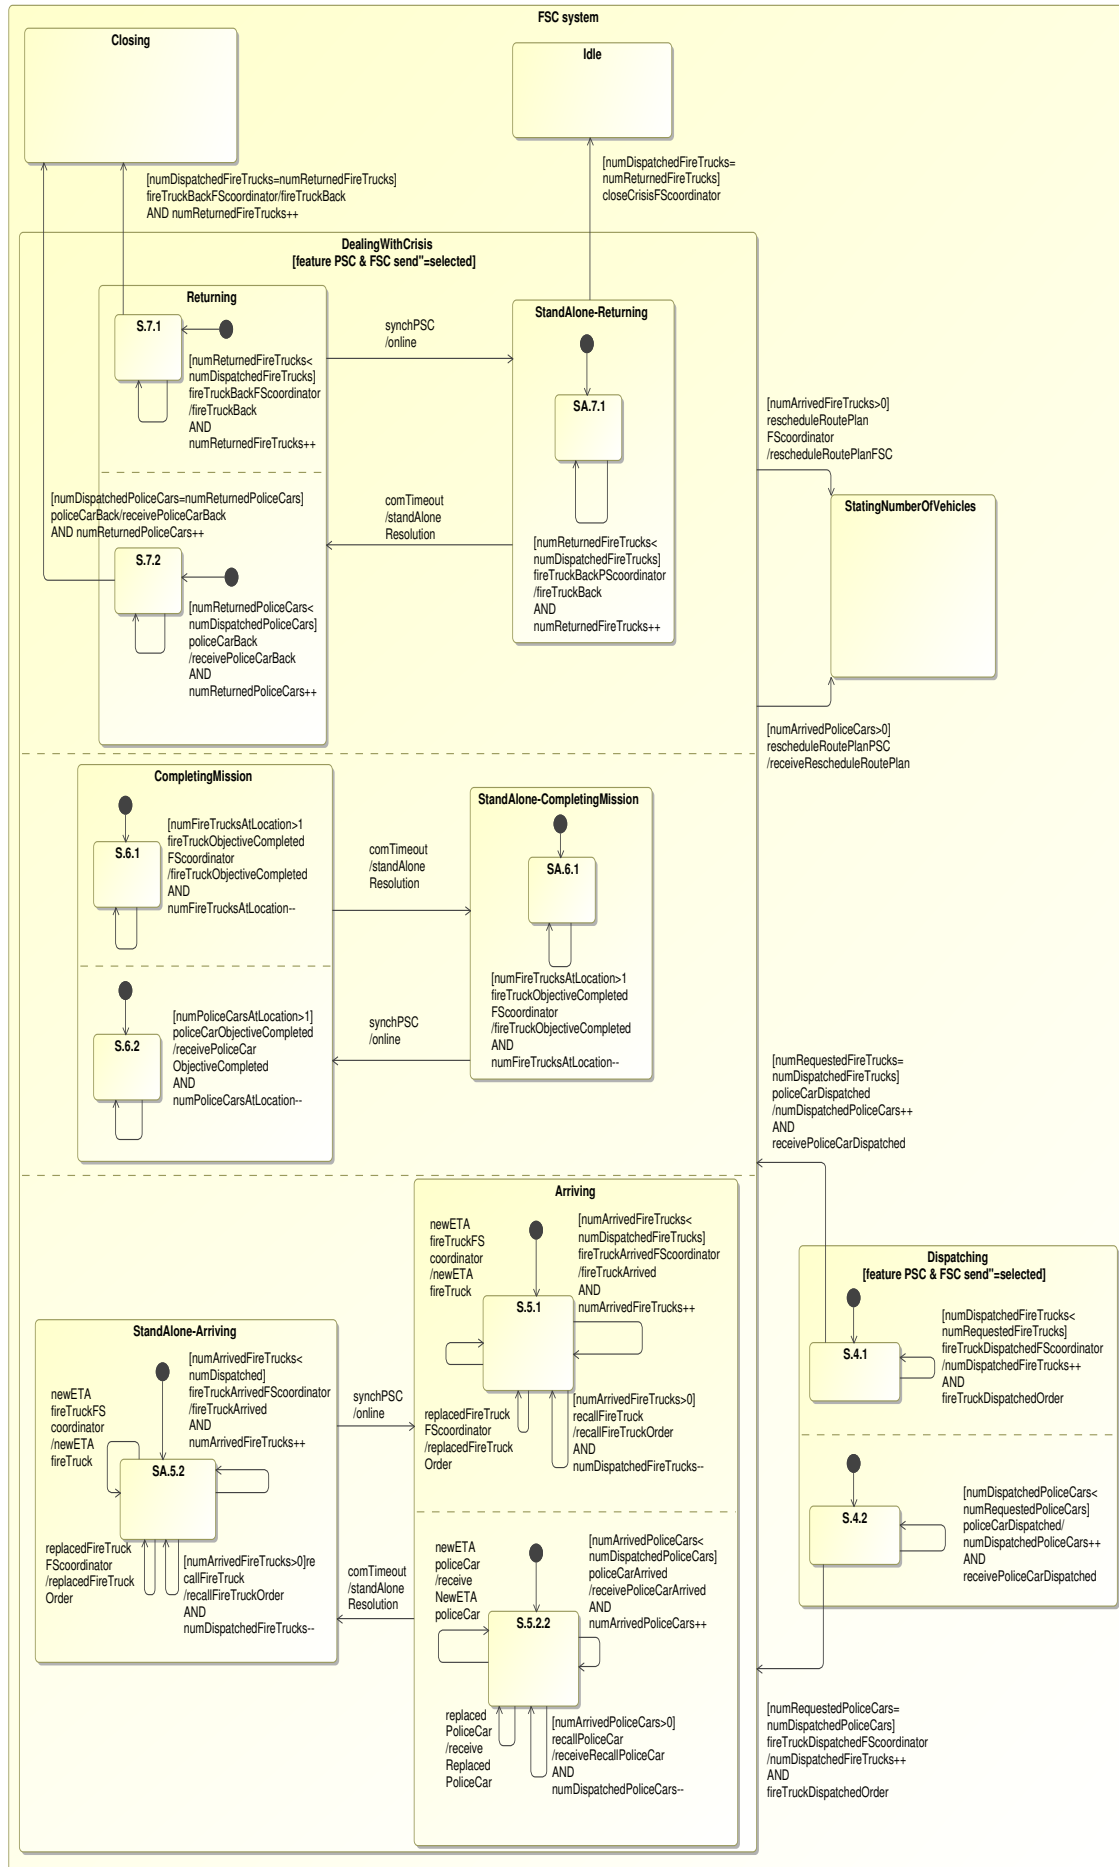 FSC system
Closing
Idle
[numDispatchedFireTrucks=
numReturnedFireTrucks]
closeCrisisFScoordinator
[numDispatchedFireTrucks=numReturnedFireTrucks]
fireTruckBackFScoordinator/fireTruckBack
AND numReturnedFireTrucks++
DealingWithCrisis
[feature PSC & FSC send"=selected]
Returning
S.7.1
[numReturnedFireTrucks<
numDispatchedFireTrucks]
fireTruckBackFScoordinator
/fireTruckBack
AND
numReturnedFireTrucks++
synchPSC
/online
StandAlone-Returning
SA.7.1
[numReturnedFireTrucks<
numDispatchedFireTrucks]
fireTruckBackPScoordinator
/fireTruckBack
AND
numReturnedFireTrucks++
comTimeout
/standAlone
Resolution
[numDispatchedPoliceCars=numReturnedPoliceCars]
policeCarBack/receivePoliceCarBack
AND numReturnedPoliceCars++
S.7.2
[numReturnedPoliceCars<
numDispatchedPoliceCars]
policeCarBack
/receivePoliceCarBack
AND
numReturnedPoliceCars++
[numArrivedFireTrucks>0]
rescheduleRoutePlan
FScoordinator
/rescheduleRoutePlanFSC
StatingNumberOfVehicles
[numArrivedPoliceCars>0]
rescheduleRoutePlanPSC
/receiveRescheduleRoutePlan
CompletingMission
S.6.1
[numFireTrucksAtLocation>1
fireTruckObjectiveCompleted
FScoordinator
/fireTruckObjectiveCompleted
AND
numFireTrucksAtLocation--
S.6.2
[numPoliceCarsAtLocation>1]
policeCarObjectiveCompleted
/receivePoliceCar
ObjectiveCompleted
AND
numPoliceCarsAtLocation--
comTimeout
/standAlone
Resolution
synchPSC
/online
StandAlone-CompletingMission
SA.6.1
[numFireTrucksAtLocation>1
fireTruckObjectiveCompleted
FScoordinator
/fireTruckObjectiveCompleted
AND
numFireTrucksAtLocation--
[numRequestedFireTrucks=
numDispatchedFireTrucks]
policeCarDispatched
/numDispatchedPoliceCars++
AND
receivePoliceCarDispatched
Arriving
newETA
fireTruckFS
coordinator
/newETA
fireTruck
[numArrivedFireTrucks<
numDispatchedFireTrucks]
fireTruckArrivedFScoordinator
/fireTruckArrived
AND
numArrivedFireTrucks++
S.5.1
replacedFireTruck
FScoordinator
/replacedFireTruck
Order
[numArrivedFireTrucks>0]
recallFireTruck
/recallFireTruckOrder
AND
numDispatchedFireTrucks--
newETA
policeCar
/receive
NewETA
policeCar
[numArrivedPoliceCars<
numDispatchedPoliceCars]
policeCarArrived
/receivePoliceCarArrived
AND
numArrivedPoliceCars++
S.5.2.2
replaced
PoliceCar
/receive
Replaced
PoliceCar
[numArrivedPoliceCars>0]
recallPoliceCar
/receiveRecallPoliceCar
AND
numDispatchedPoliceCars--
StandAlone-Arriving
newETA
fireTruckFS
coordinator
/newETA
fireTruck
[numArrivedFireTrucks<
numDispatched]
fireTruckArrivedFScoordinator
/fireTruckArrived
AND
numArrivedFireTrucks++
SA.5.2
replacedFireTruck
FScoordinator
/replacedFireTruck
Order
[numArrivedFireTrucks>0]re
callFireTruck
/recallFireTruckOrder
AND
numDispatchedFireTrucks--
synchPSC
/online
comTimeout
/standAlone
Resolution
Dispatching
[feature PSC & FSC send"=selected]
S.4.1
[numDispatchedFireTrucks<
numRequestedFireTrucks]
fireTruckDispatchedFScoordinator
/numDispatchedFireTrucks++
AND
fireTruckDispatchedOrder
S.4.2
[numDispatchedPoliceCars<
numRequestedPoliceCars]
policeCarDispatched/
numDispatchedPoliceCars++
AND
receivePoliceCarDispatched
[numRequestedPoliceCars=
numDispatchedPoliceCars]
fireTruckDispatchedFScoordinator
/numDispatchedFireTrucks++
AND
fireTruckDispatchedOrder